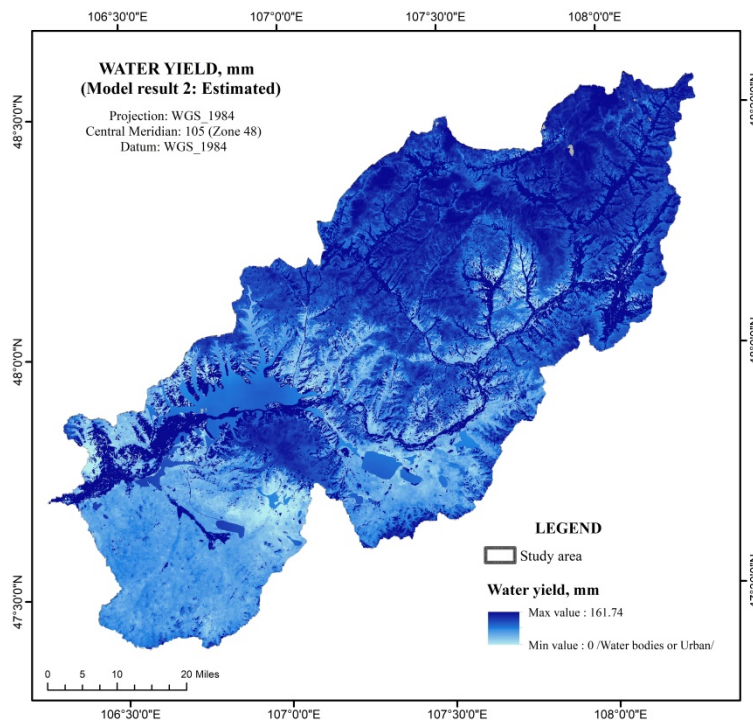 106°30'0"E 107°0'0"E 107°30'0"E 108°0'0"E
WATER YIELD, mm
(Model result 2: Estimated)
Projection: WGS_1984
Central Meridian: 105 (Zone 48)
Datum: WGS_1984
48°30'0"N
48°0'0"N
48°0'0"N
LEGEND
Study area
Water yield, mm
Max value : 161.74
Min value : 0 /Water bodies or Urban/
47°30'0"N
0 5 10 20 Miles
106°30'0"E 107°0'0"E 107°30'0"E 108°0'0"E